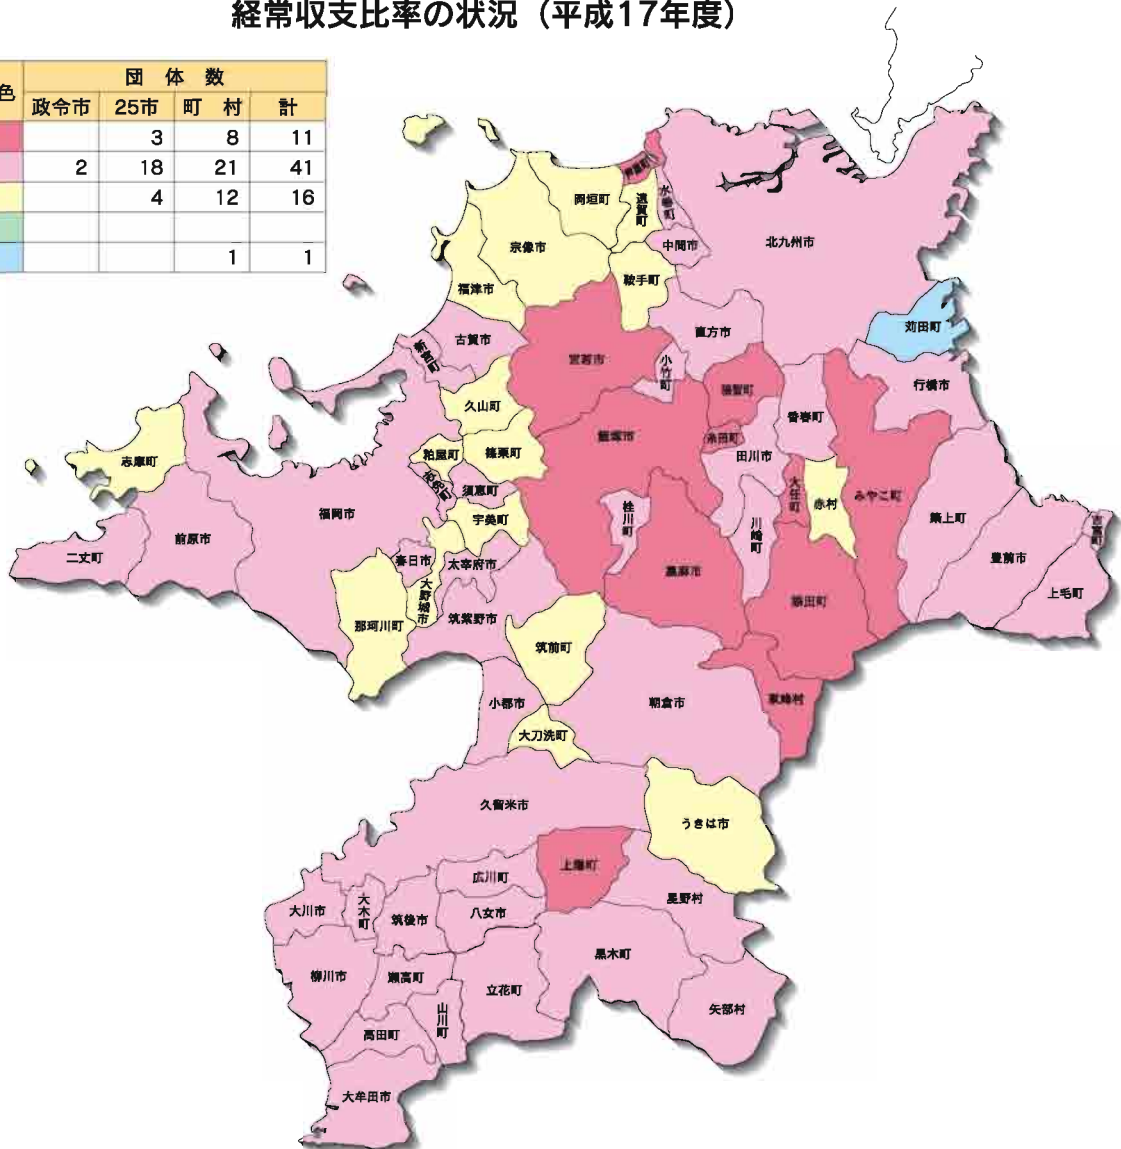 経常収支比率の状況（平成17年度）
色
団体数
政令市 25市 町村 計
3 8 11
2 18 21 41
4 12 16
1 1
岡垣町
遠賀町
水巻町
北九州市
宗像市
中間市
鞍手町
福津市
苅田町
古賀市
直方市
新宮町
宮若市
小竹町
行橋市
福智町
久山町
香春町
飯塚市
糸田町
田川市
粕屋町
篠栗町
志摩町
志免町
須恵町
大任町
赤村
みやこ町
福岡市
宇美町
桂川町
川崎町
築上町
吉富町
前原市
二丈町
春日市
太宰府市
豊前市
嘉麻市
上毛町
大野城市
添田町
筑紫野市
那珂川町
筑前町
小郡市
朝倉市
東峰村
大刀洗町
久留米市
うきは市
上陽町
広川町
星野村
大川市
大木町
筑後市
八女市
黒木町
柳川市
瀬高町
立花町
矢部村
山川町
高田町
大牟田市